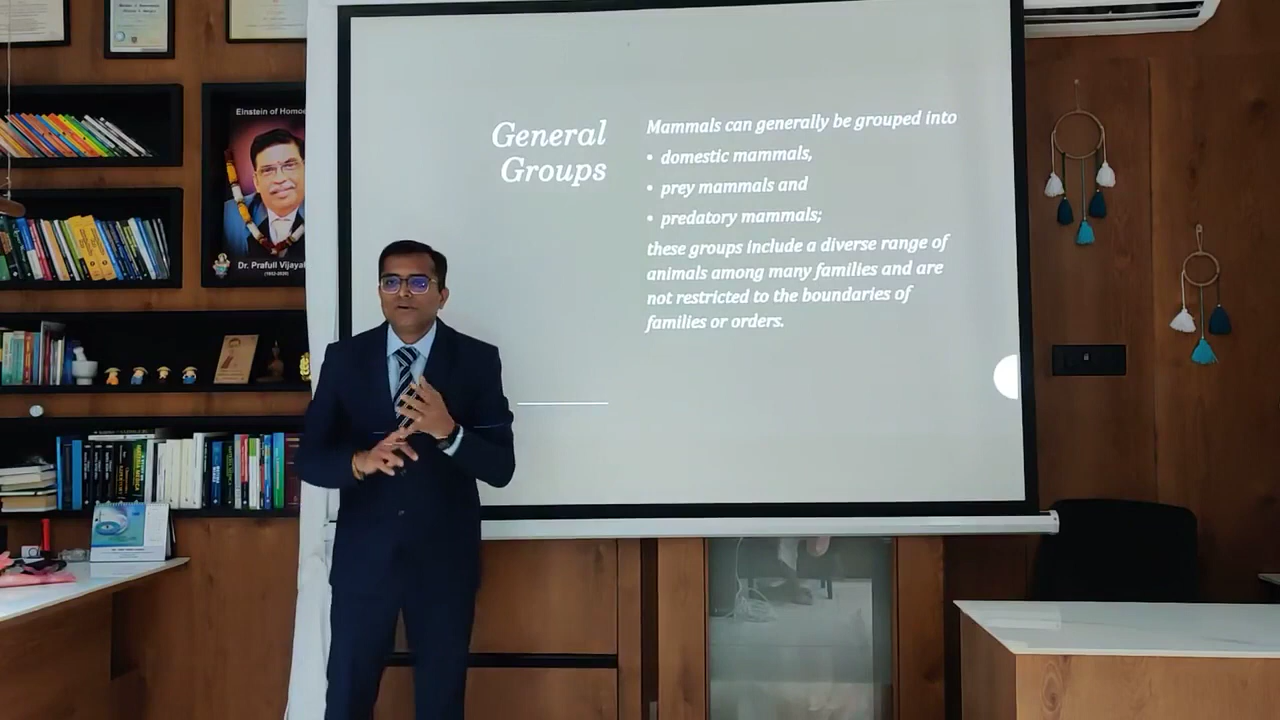 Einstein of Homoe
Dr. Prafull Vijayal
General
Groups
Mammals can generally be grouped into
• domestic mammals,
• prey mammals and
• predatory mammals;
these groups include a diverse range of
animals among many families and are
not restricted to the boundaries of
families or orders.